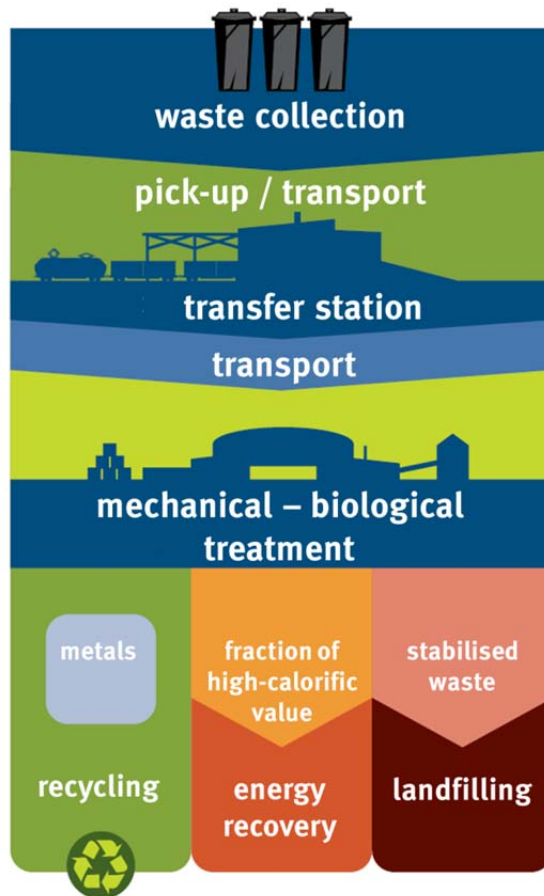 waste collection
pick-up / transport
transfer station
transport
mechanical – biological
treatment
metals
recycling
fraction of
high-calorific
value
energy
recovery
stabilised
waste
landfilling